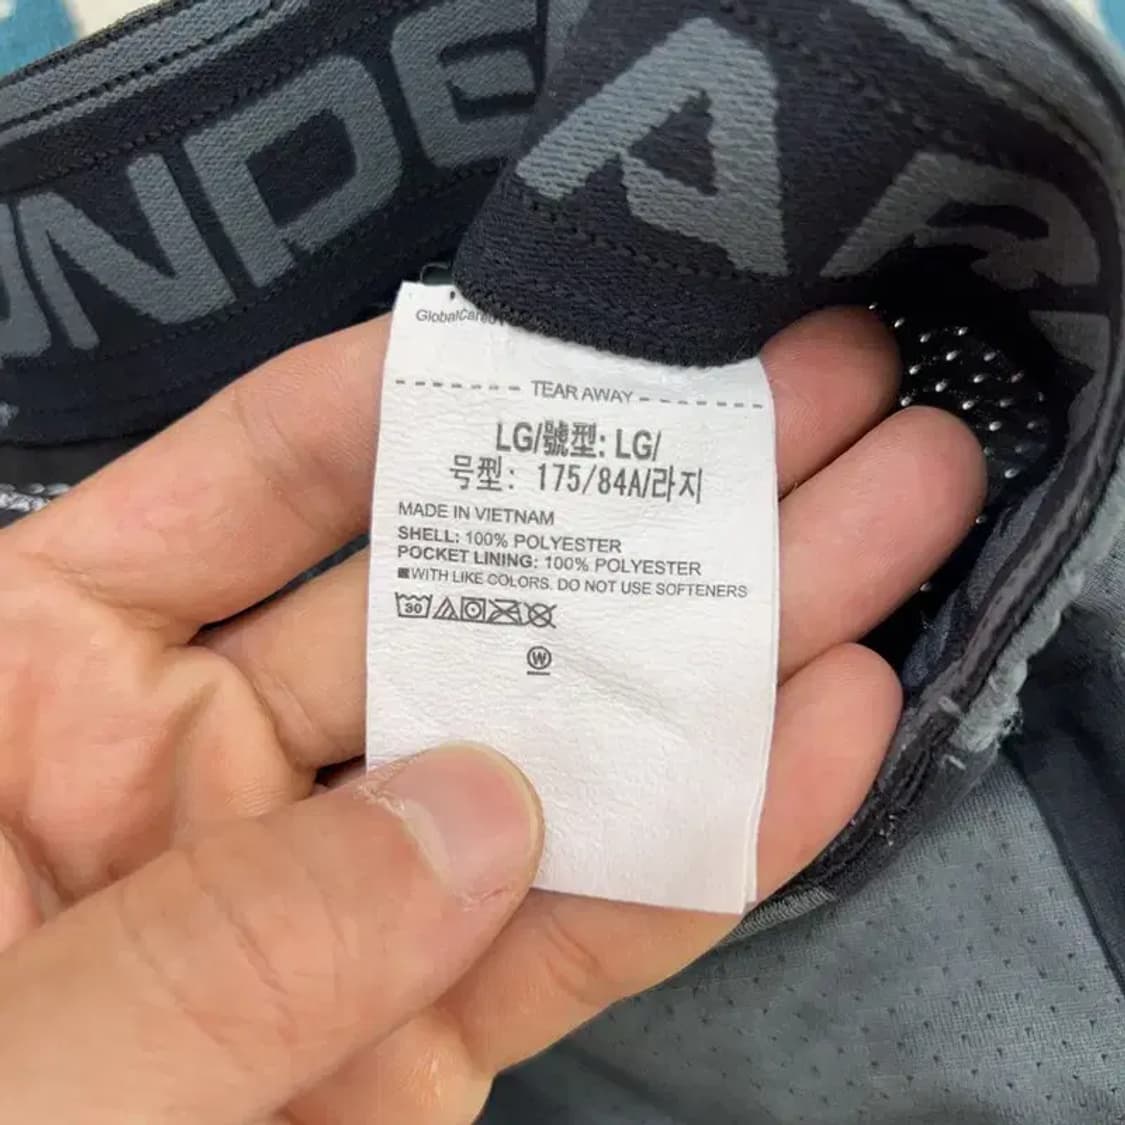 UNDE
AR
GlobalCare
TEAR AWAY
LG/號型: LG/
号型: 175/84A/라지
MADE IN VIETNAM
SHELL: 100% POLYESTER
POCKET LINING: 100% POLYESTER
■WITH LIKE COLORS. DO NOT USE SOFTENERS
30
W